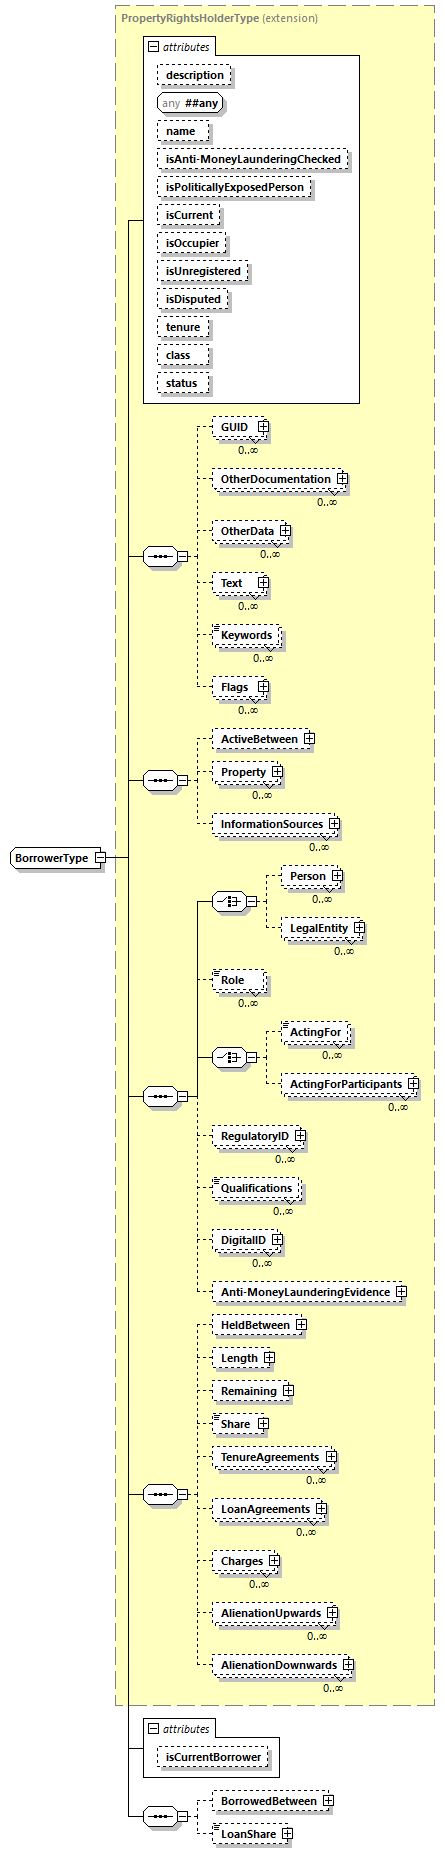 PropertyRightsHolderType (extension)
attributes
description
any ##any
name
isAnti-MoneyLaunderingChecked
isPoliticallyExposedPerson
isCurrent
isOccupier
isUnregistered
isDisputed
tenure
class
status
GUID
0..∞
OtherDocumentation
0..∞
OtherData
0..∞
Text
0..∞
Keywords
0..∞
Flags
0..∞
ActiveBetween
Property
0..∞
InformationSources
0..∞
BorrowerType
Person
0..∞
LegalEntity
0..∞
Role
0..∞
ActingFor
0..∞
ActingForParticipants
0..∞
RegulatoryID
0..∞
Qualifications
0..∞
DigitalID
0..∞
Anti-MoneyLaunderingEvidence
HeldBetween
Length
Remaining
Share
TenureAgreements
0..∞
LoanAgreements
0..∞
Charges
0..∞
AlienationUpwards
0..∞
AlienationDownwards
0..∞
attributes
isCurrentBorrower
BorrowedBetween
LoanShare